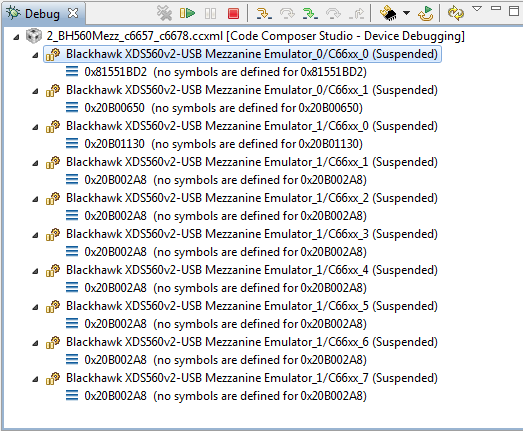 Debug
2_BH560Mezz_c6657_c6678.ccxml [Code Composer Studio - Device Debugging]
Blackhawk XDS560v2-USB Mezzanine Emulator_0/C66xx_0 (Suspended)
0x81551BD2 (no symbols are defined for 0x81551BD2)
Blackhawk XDS560v2-USB Mezzanine Emulator_0/C66xx_1 (Suspended)
0x20B00650 (no symbols are defined for 0x20B00650)
Blackhawk XDS560v2-USB Mezzanine Emulator_1/C66xx_0 (Suspended)
0x20B01130 (no symbols are defined for 0x20B01130)
Blackhawk XDS560v2-USB Mezzanine Emulator_1/C66xx_1 (Suspended)
0x20B002A8 (no symbols are defined for 0x20B002A8)
Blackhawk XDS560v2-USB Mezzanine Emulator_1/C66xx_2 (Suspended)
0x20B002A8 (no symbols are defined for 0x20B002A8)
Blackhawk XDS560v2-USB Mezzanine Emulator_1/C66xx_3 (Suspended)
0x20B002A8 (no symbols are defined for 0x20B002A8)
Blackhawk XDS560v2-USB Mezzanine Emulator_1/C66xx_4 (Suspended)
0x20B002A8 (no symbols are defined for 0x20B002A8)
Blackhawk XDS560v2-USB Mezzanine Emulator_1/C66xx_5 (Suspended)
0x20B002A8 (no symbols are defined for 0x20B002A8)
Blackhawk XDS560v2-USB Mezzanine Emulator_1/C66xx_6 (Suspended)
0x20B002A8 (no symbols are defined for 0x20B002A8)
Blackhawk XDS560v2-USB Mezzanine Emulator_1/C66xx_7 (Suspended)
0x20B002A8 (no symbols are defined for 0x20B002A8)